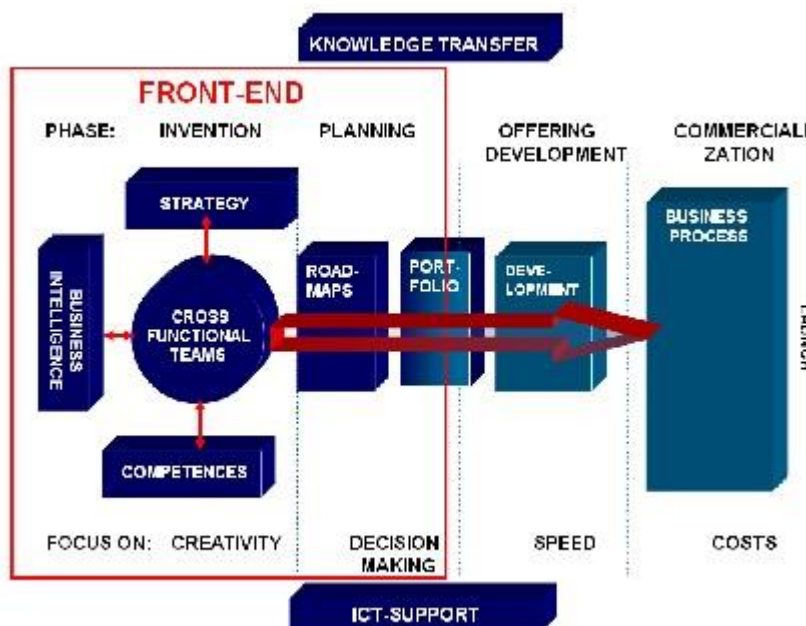 KNOWLEDGE TRANSFER
FRONT-END
PHASE: INVENTION PLANNING OFFERING DEVELOPMENT COMMERCIALI ZATION
STRATEGY
BUSINESS PROCESS
BUSINESS INTELLIGENCE
CROSS
FUNCTIONAL
TEAMS
ROAD-
MAPS
PORT-
FOLIO
DEVE-
LOPMENT
COMPETENCES
FOCUS ON: CREATIVITY DECISION MAKING SPEED COSTS
ICT-SUPPORT